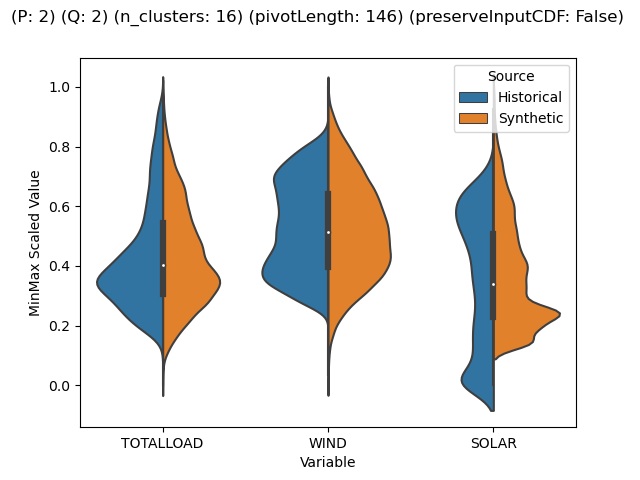 (P: 2) (Q: 2) (n_clusters: 16) (pivotLength: 146) (preserveInputCDF: False)
Source
Historical
Synthetic
MinMax Scaled Value
1.0
0.8
0.6
0.4
0.2
0.0
TOTALLOAD
WIND
SOLAR
Variable